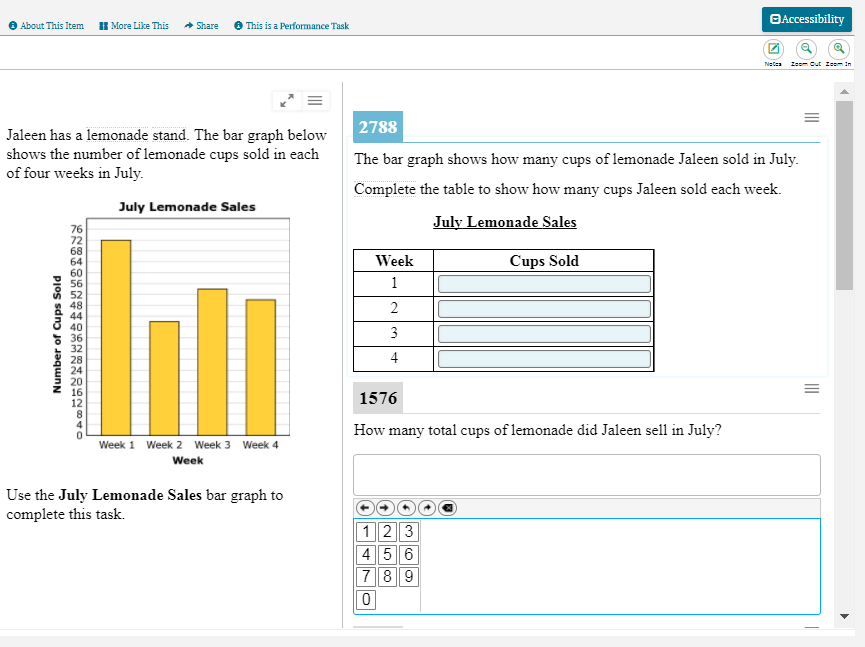 About This Item More Like This Share This is a Performance Task
Accessibility
Notes Zoom Out Zoom In
Jaleen has a lemonade stand. The bar graph below
shows the number of lemonade cups sold in each
of four weeks in July.
July Lemonade Sales
Number of Cups Sold
76
72
68
64
60
56
52
48
44
40
36
32
28
24
20
16
12
8
4
0
Week 1 Week 2 Week 3 Week 4
Week
Use the July Lemonade Sales bar graph to
complete this task.
2788
The bar graph shows how many cups of lemonade Jaleen sold in July.
Complete the table to show how many cups Jaleen sold each week.
July Lemonade Sales
Week Cups Sold
1
2
3
4
1576
How many total cups of lemonade did Jaleen sell in July?
1 2 3
4 5 6
7 8 9
0